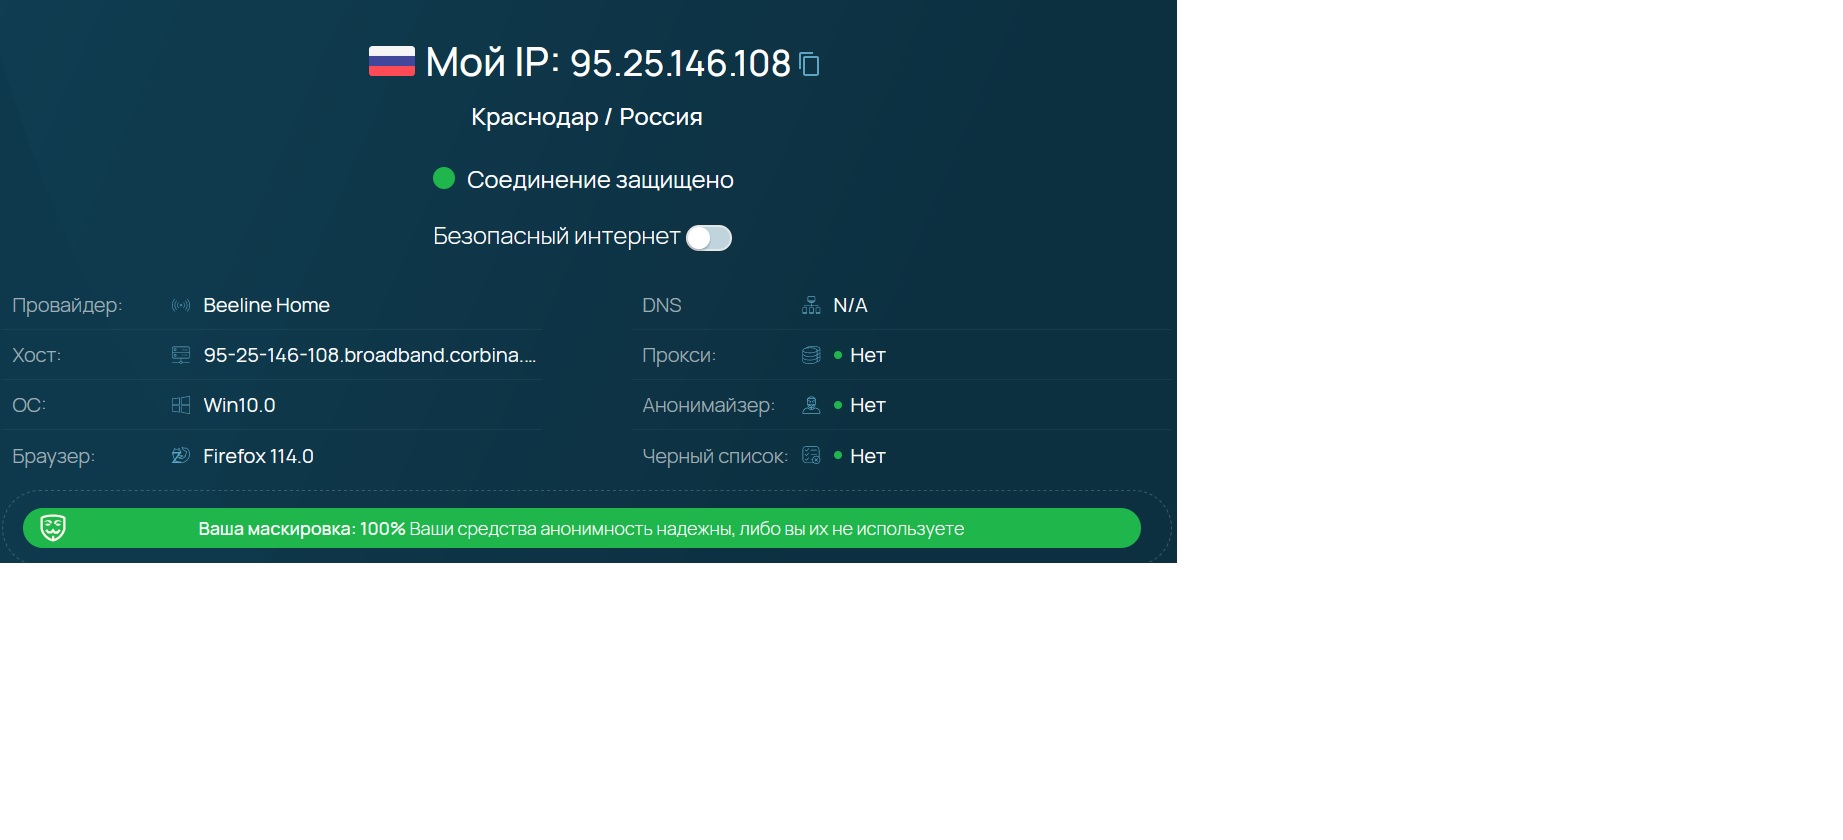 Мой IP: 95.25.146.108
Краснодар / Россия
Соединение защищено
Безопасный интернет
Провайдер: Beeline Home
Хост: 95-25-146-108.broadband.corbina....
ОС: Win10.0
Браузер: Firefox 114.0
DNS N/A
Прокси: Нет
Анонимайзер: Нет
Черный список: Нет
Ваша маскировка: 100% Ваши средства анонимность надежны, либо вы их не используете